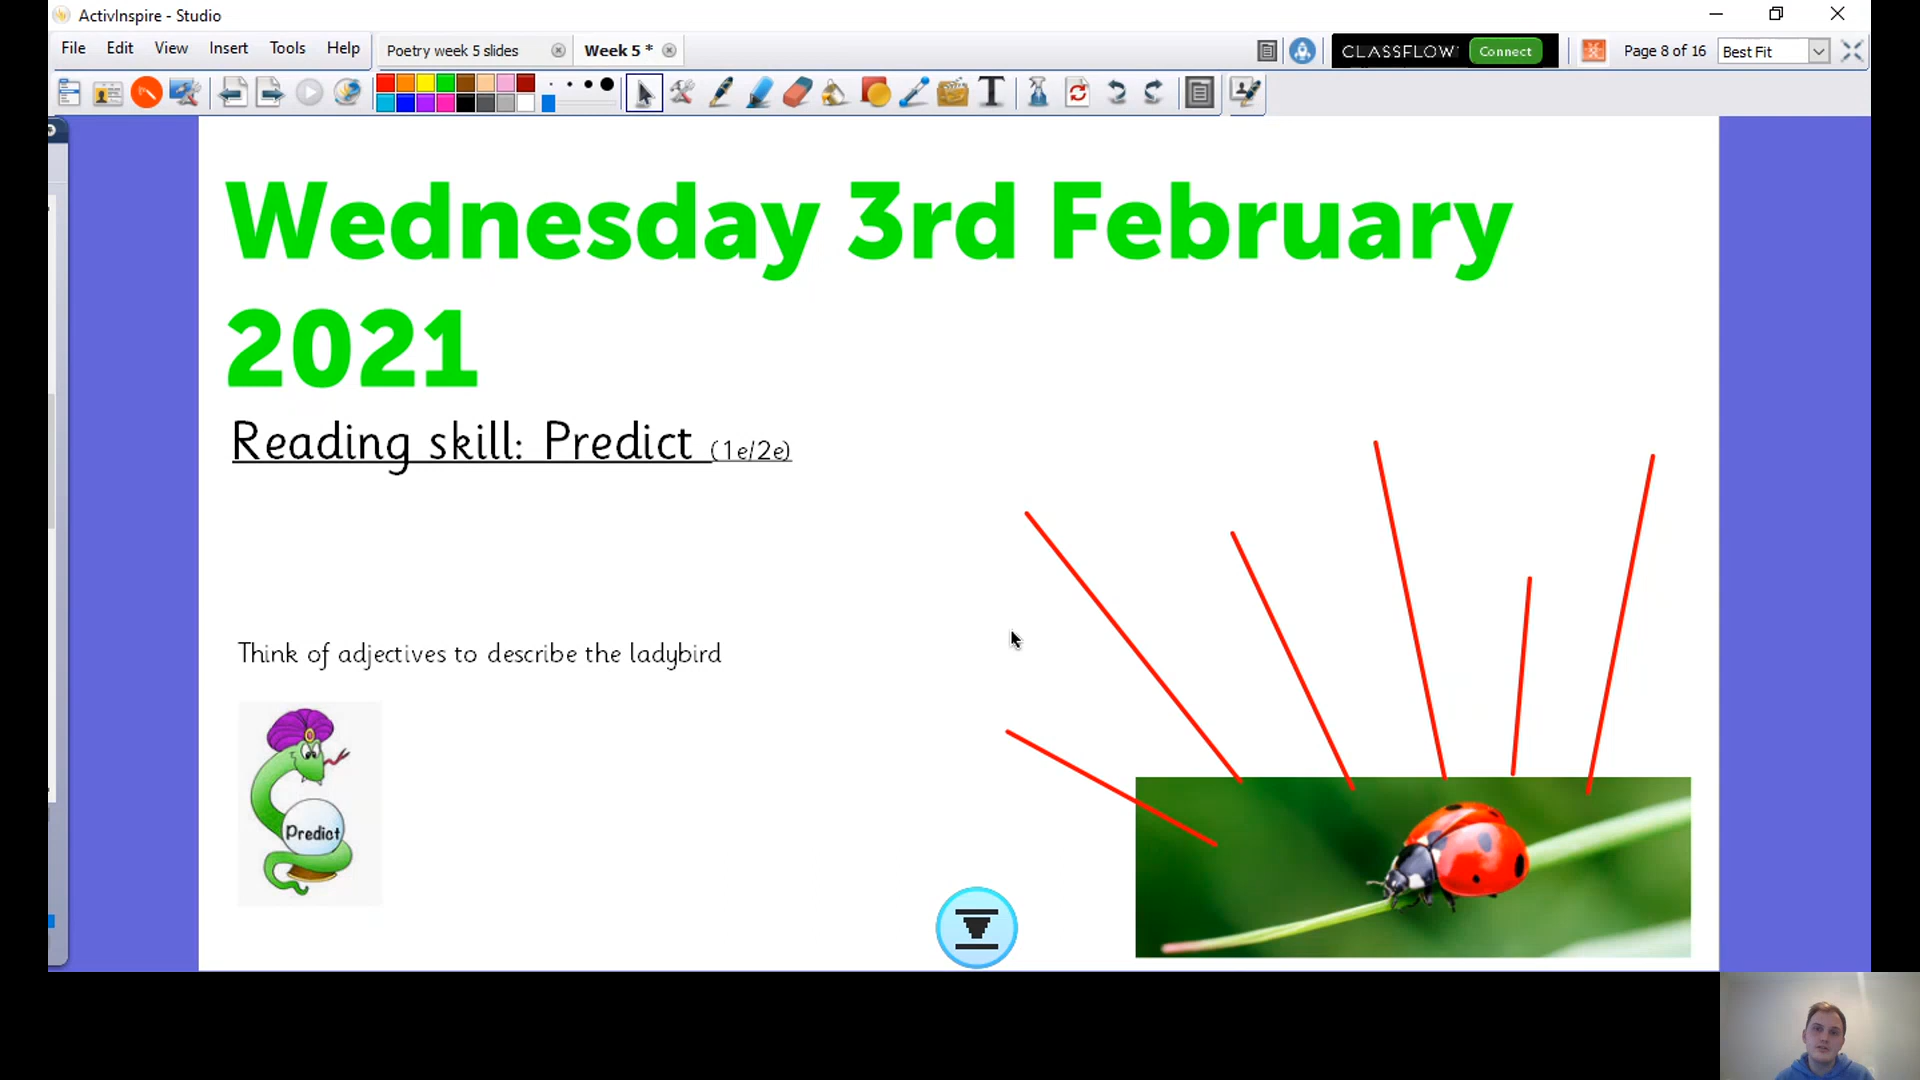 ActivInspire - Studio
File Edit View Insert Tools Help
Poetry week 5 slides
Week 5 *
CLASSFLOW
Connect
Page 8 of 16
Best Fit
Wednesday 3rd February
2021
Reading skill: Predict (1e/2e)
Think of adjectives to describe the ladybird
Predict